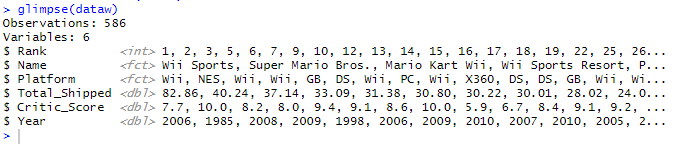 > glimpse(dataw)
Observations: 586
Variables: 6
$ Rank          <int> 1, 2, 3, 5, 6, 7, 9, 10, 12, 13, 14, 15, 16, 17, 18, 19, 22, 25, 26...
$ Name          <fct> Wii Sports, Super Mario Bros., Mario Kart Wii, Wii Sports Resort, P...
$ Platform      <fct> Wii, NES, Wii, Wii, GB, DS, Wii, PC, Wii, X360, DS, DS, GB, Wii, Wi...
$ Total_Shipped <dbl> 82.86, 40.24, 37.14, 33.09, 31.38, 30.80, 30.22, 30.01, 28.02, 24.0...
$ Critic_Score  <dbl> 7.7, 10.0, 8.2, 8.0, 9.4, 9.1, 8.6, 10.0, 5.9, 6.7, 8.4, 9.1, 9.2, ...
$ Year          <dbl> 2006, 1985, 2008, 2009, 1998, 2006, 2009, 2010, 2007, 2010, 2005, 2...
>